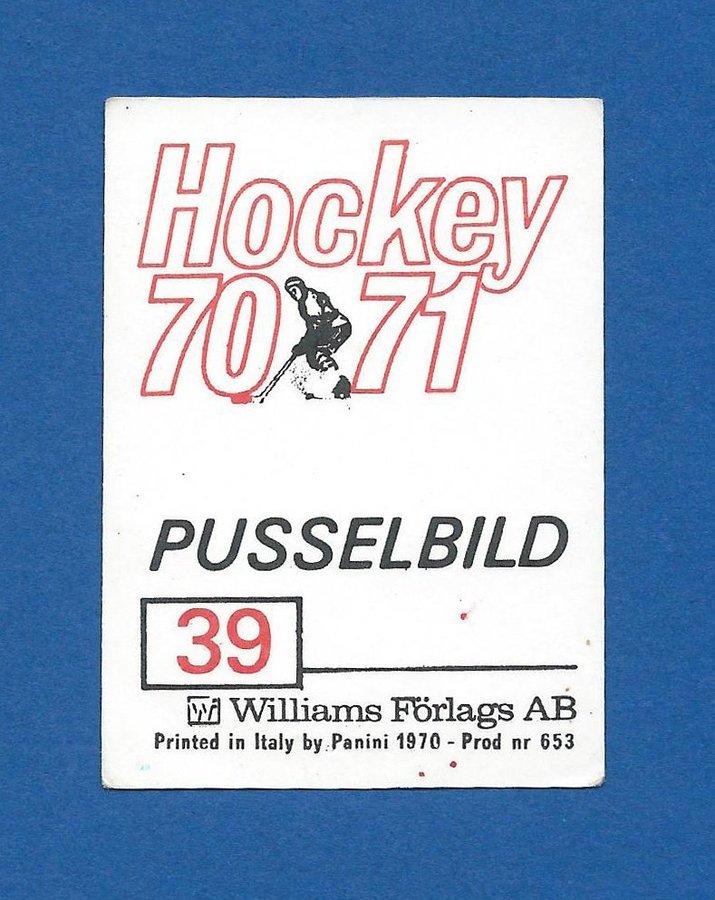 Hockey
70 71
PUSSELBILD
39
W Williams Förlags AB
Printed in Italy by Panini 1970 - Prod nr 653